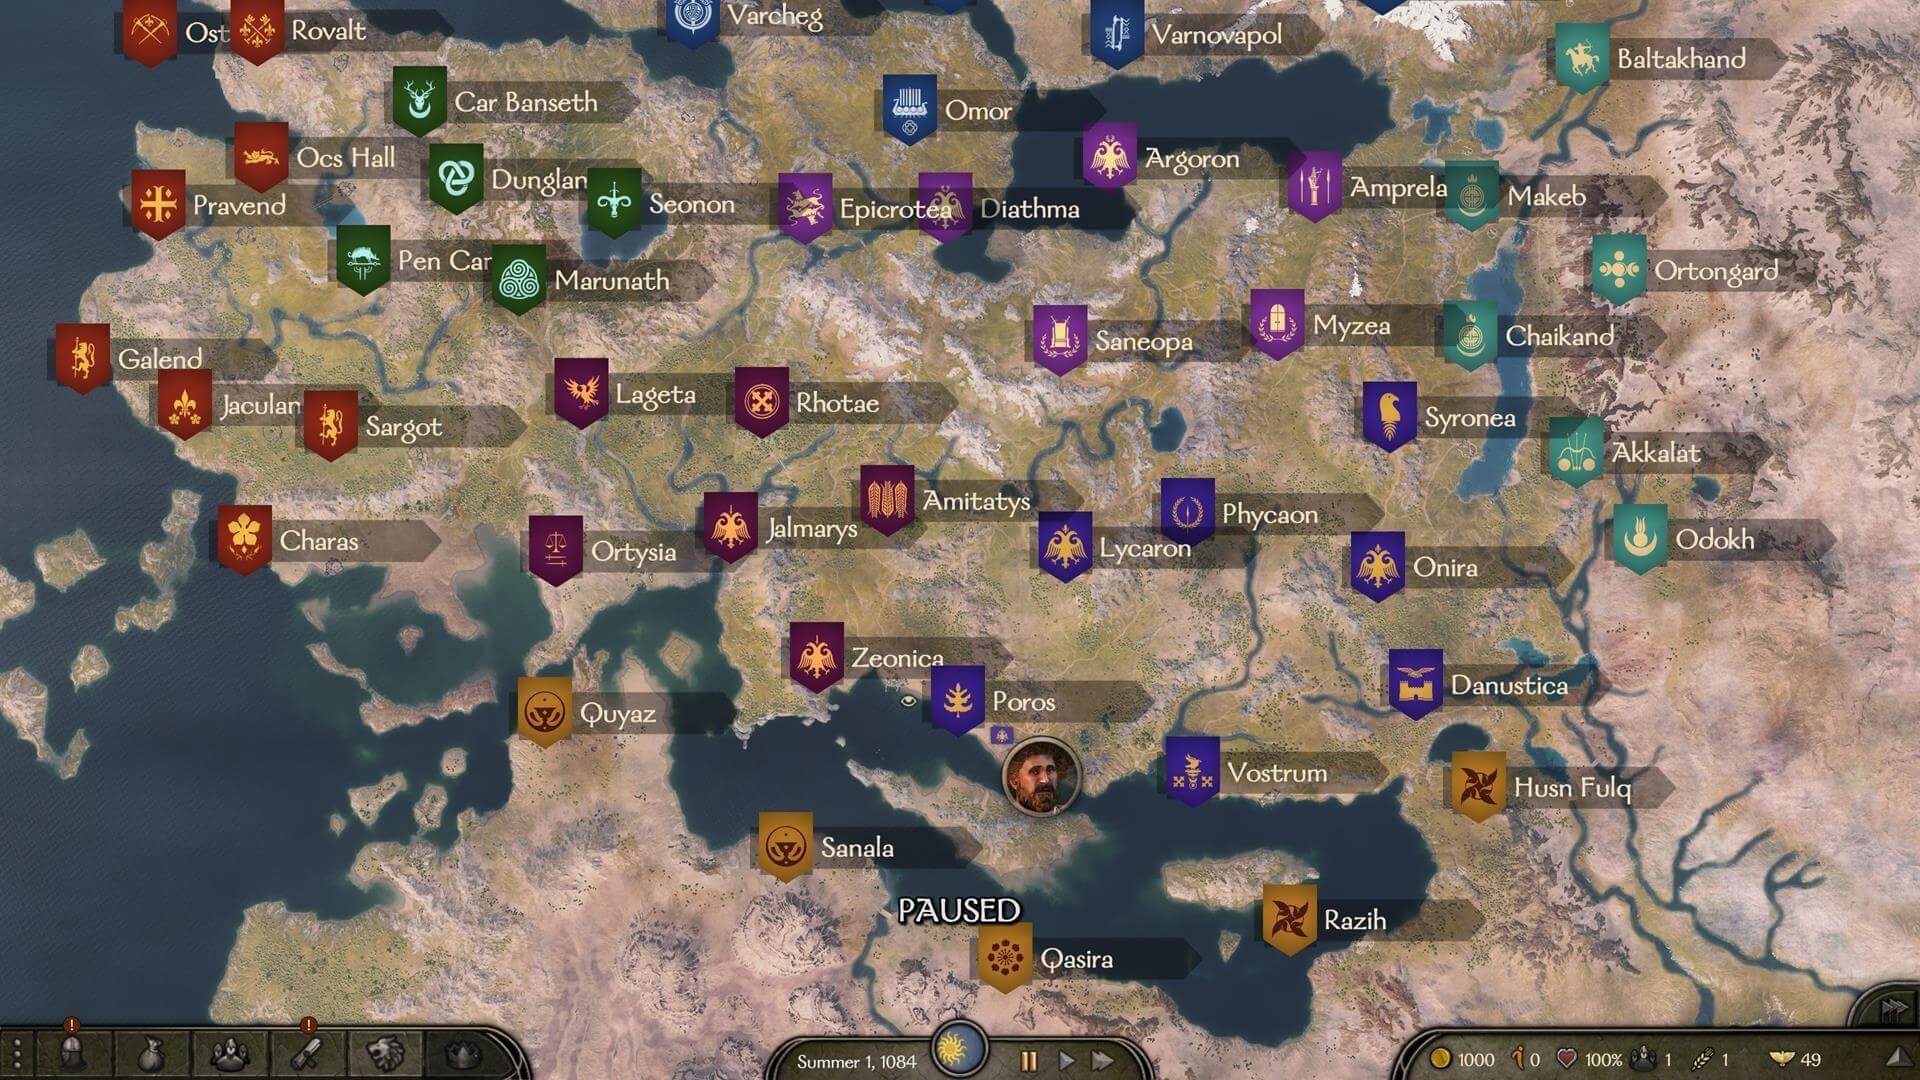 Ost
Rovalt
Varcheg
Varnovapol
Baltakhand
Car Banseth
Omor
Ocs Hall
Argoron
Dunglan
Amprela
Makeb
Pravend
Seonon
Epicrotea
Diathma
Pen Can
Marunath
Ortongard
Saneopa
Myzea
Chaikand
Galend
Jaculan
Sargot
Lageta
Rhotae
Syronea
Akkalat
Charas
Ortysia
Jalmarys
Amitatys
Lycaron
Phycaon
Onira
Odokh
Zeonica
Poros
Danustica
Quyaz
Vostrum
Husn Fulq
Sanala
PAUSED
Razih
Qasira
! !
Summer 1, 1084
1000 0 100% 1 1 49